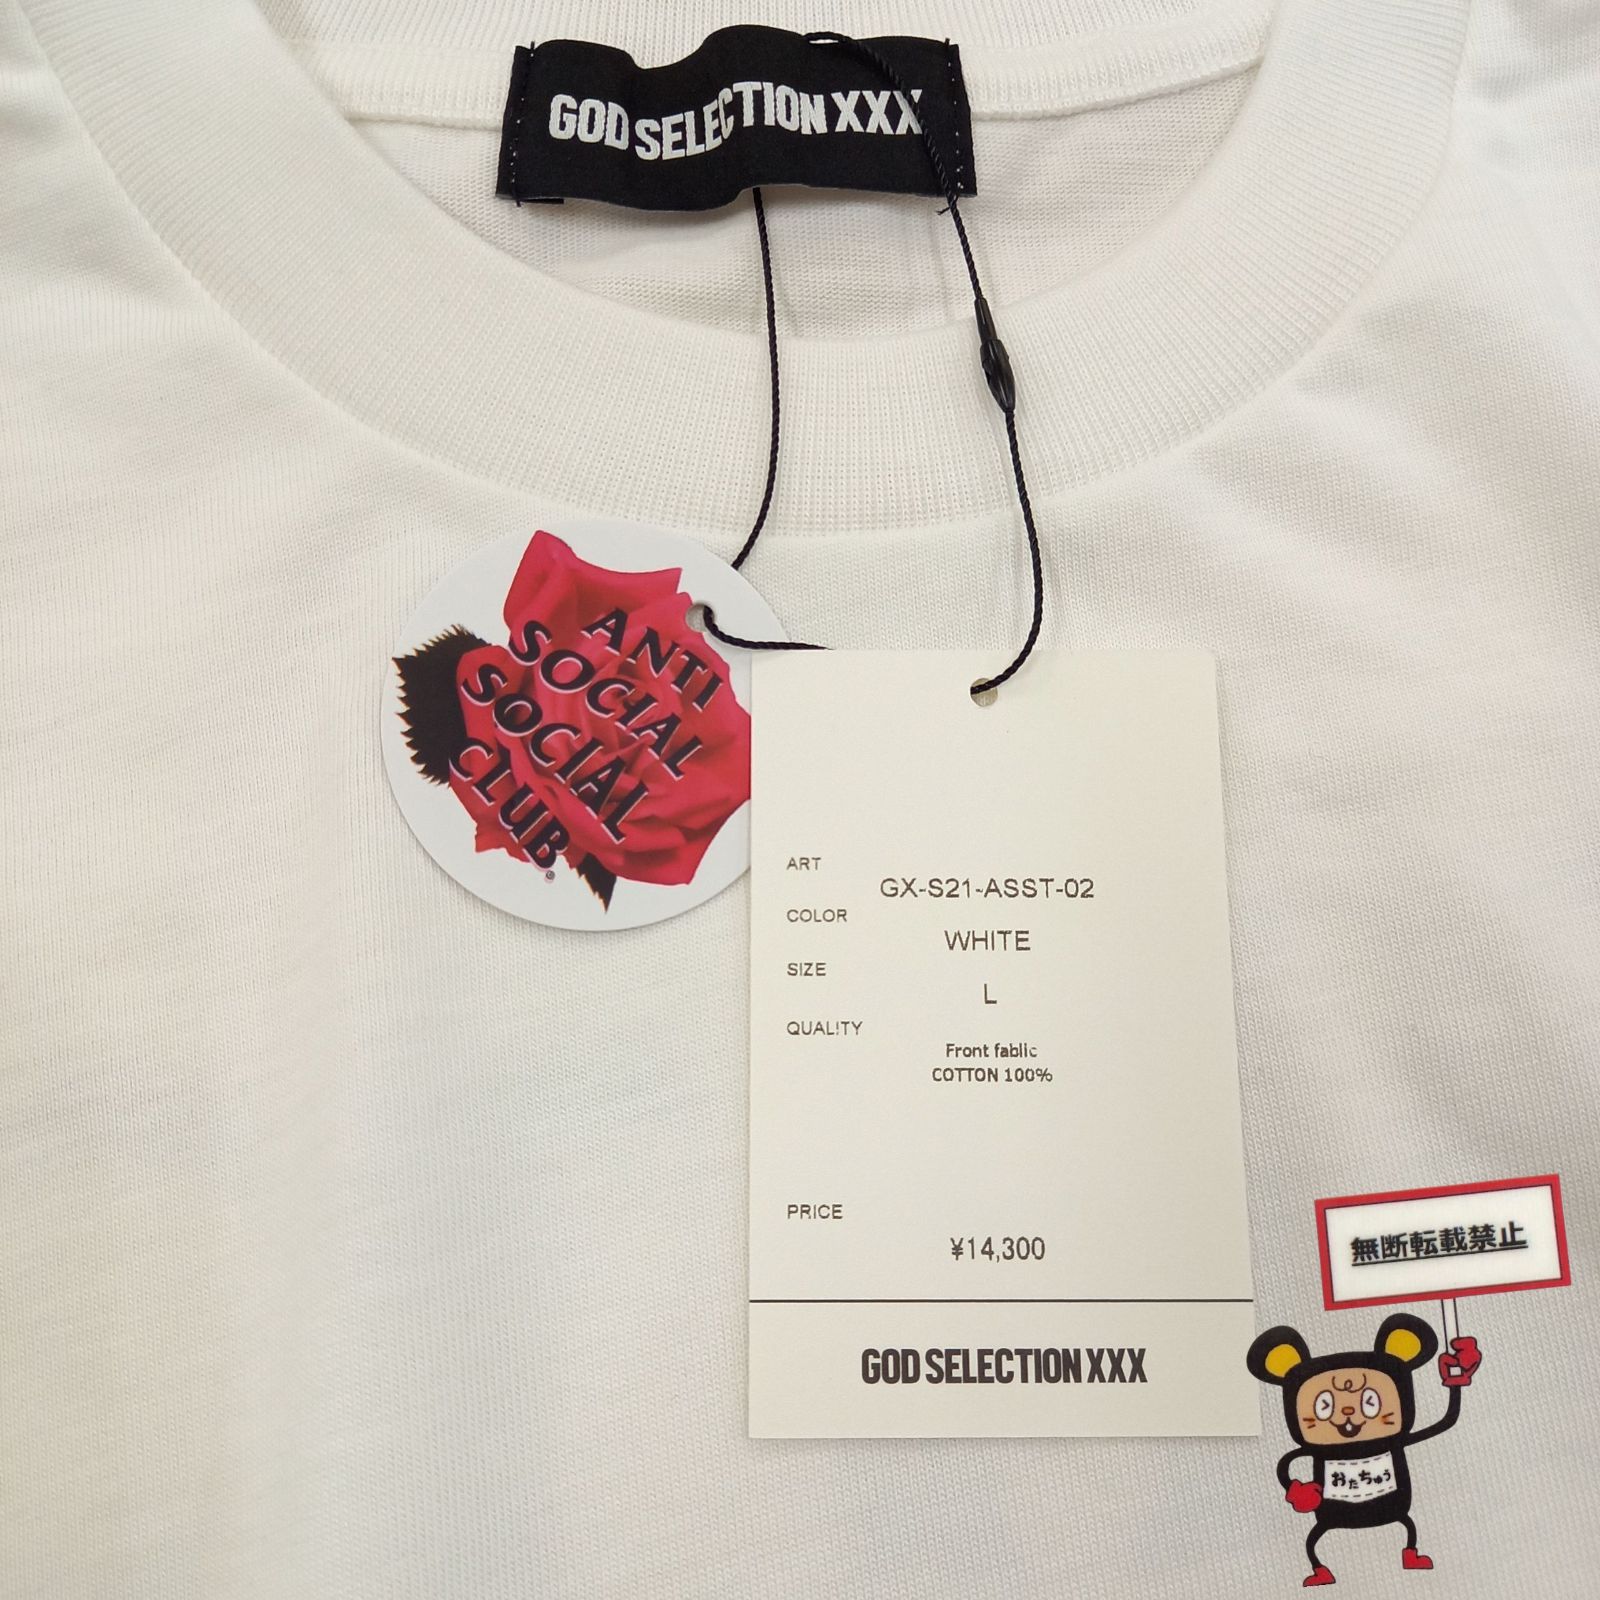 GOD SELECTION XXX
ANTI
SOCIAL
SOCIAL
CLUB
®
ART
GX-S21-ASST-02
COLOR
WHITE
SIZE
L
QUALITY
Front fablic
COTTON 100%
PRICE
¥14,300
GOD SELECTION XXX
無断転載禁止
おたちゅう